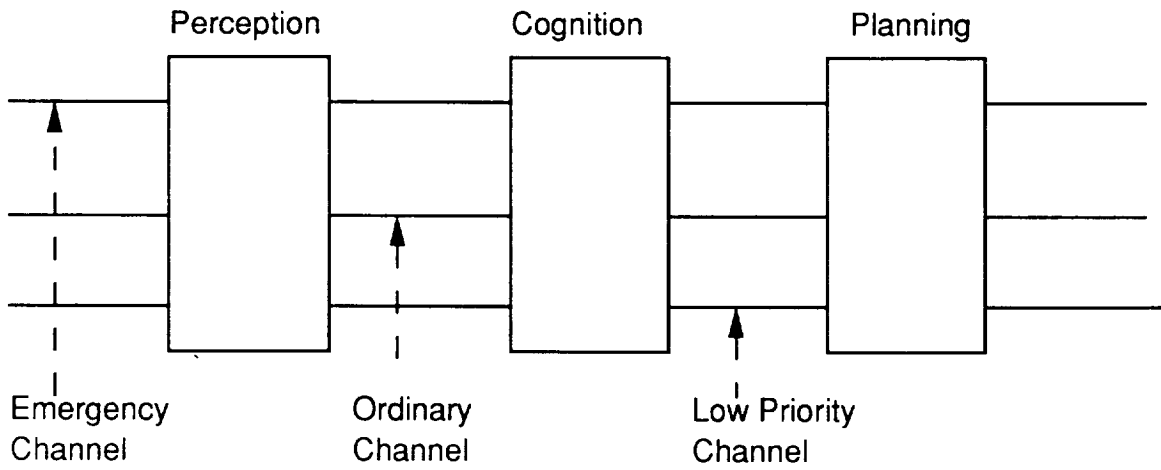 Perception
Cognition
Planning
Emergency
Channel
Ordinary
Channel
Low Priority
Channel